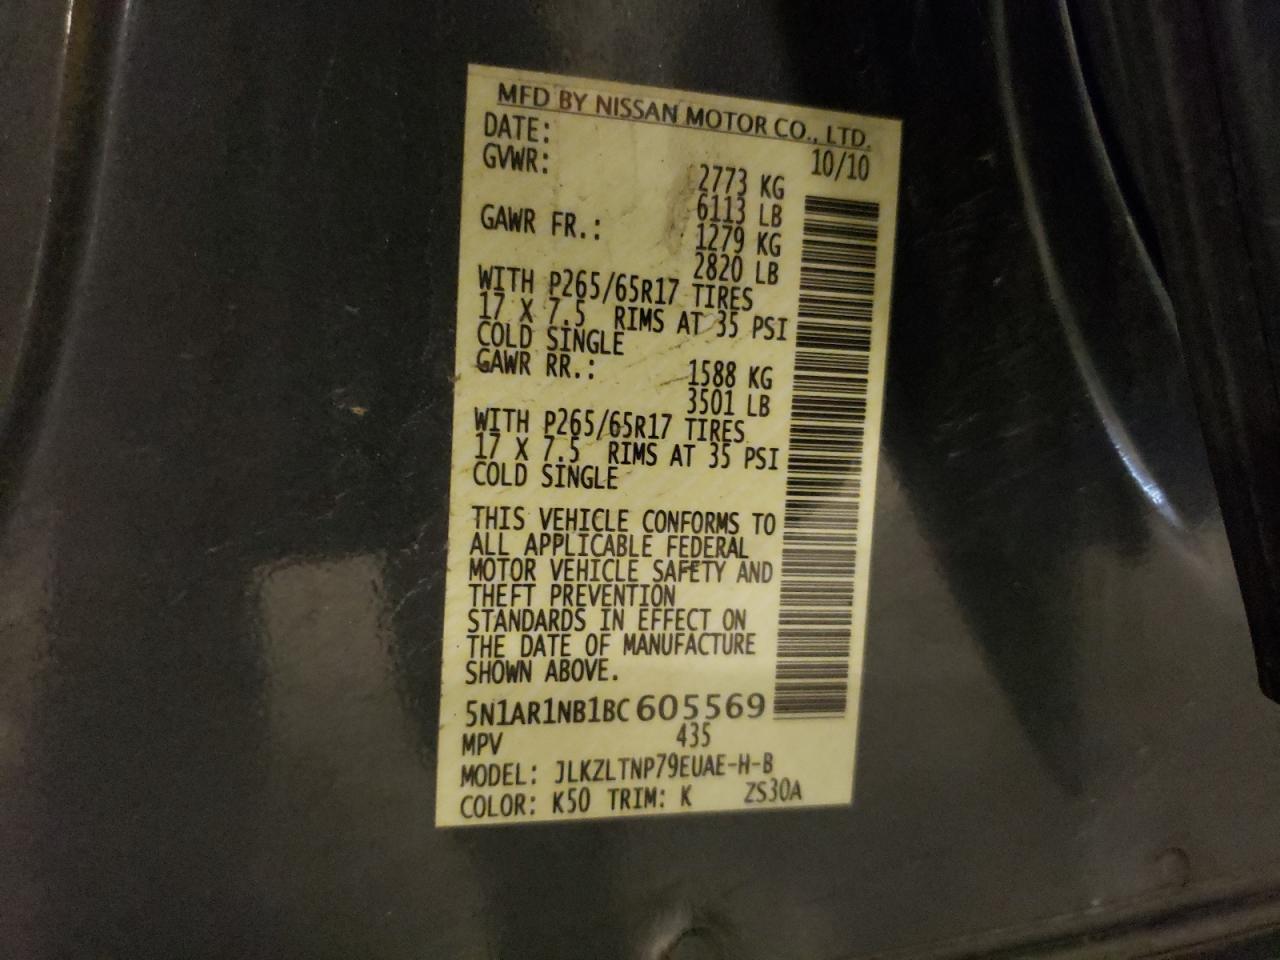 MFD BY NISSAN MOTOR CO., LTD.
DATE: 10/10
GVWR: 2773 KG
6113 LB
GAWR FR.: 1279 KG
2820 LB
WITH P265/65R17 TIRES
17 X 7.5 RIMS AT 35 PSI
COLD SINGLE
GAWR RR.: 1588 KG
3501 LB
WITH P265/65R17 TIRES
17 X 7.5 RIMS AT 35 PSI
COLD SINGLE
THIS VEHICLE CONFORMS TO
ALL APPLICABLE FEDERAL
MOTOR VEHICLE SAFETY AND
THEFT PREVENTION
STANDARDS IN EFFECT ON
THE DATE OF MANUFACTURE
SHOWN ABOVE.
5N1AR1NB1BC605569
MPV 435
MODEL: JLKZLTNP79EUAE-H-B
COLOR: K50 TRIM: K ZS30A